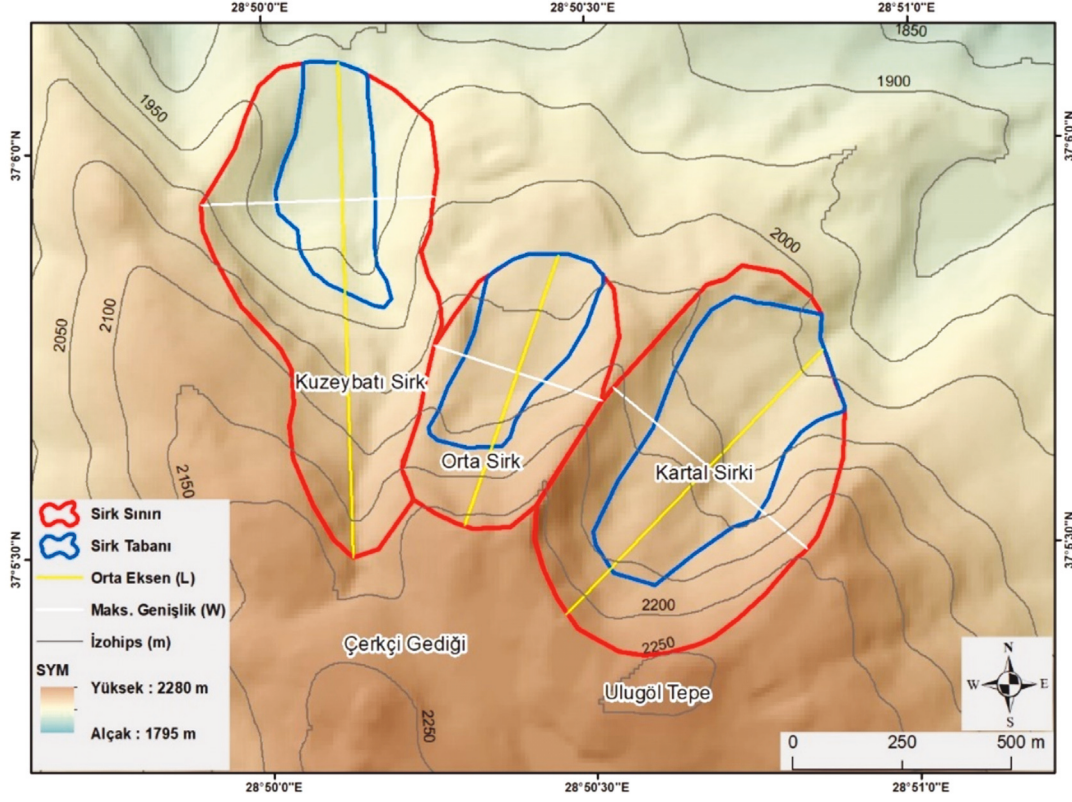 28°50'0"E
28°50'30"E
28°51'0"E
1850
1900
1950
37°6'0"N
37°6'0"N
2000
2100
2050
Kuzeybatı Sirk
Orta Sirk
Kartal Sirki
2150
37°5'30"N
37°5'30"N
2200
2250
Çerkçi Gediği
Ulugöl Tepe
2250
Sirk Sınırı
Sirk Tabanı
Orta Eksen (L)
Maks. Genişlik (W)
İzohips (m)
SYM
Yüksek : 2280 m
Alçak : 1795 m
N
W E
S
0 250 500 m
28°50'0"E
28°50'30"E
28°51'0"E